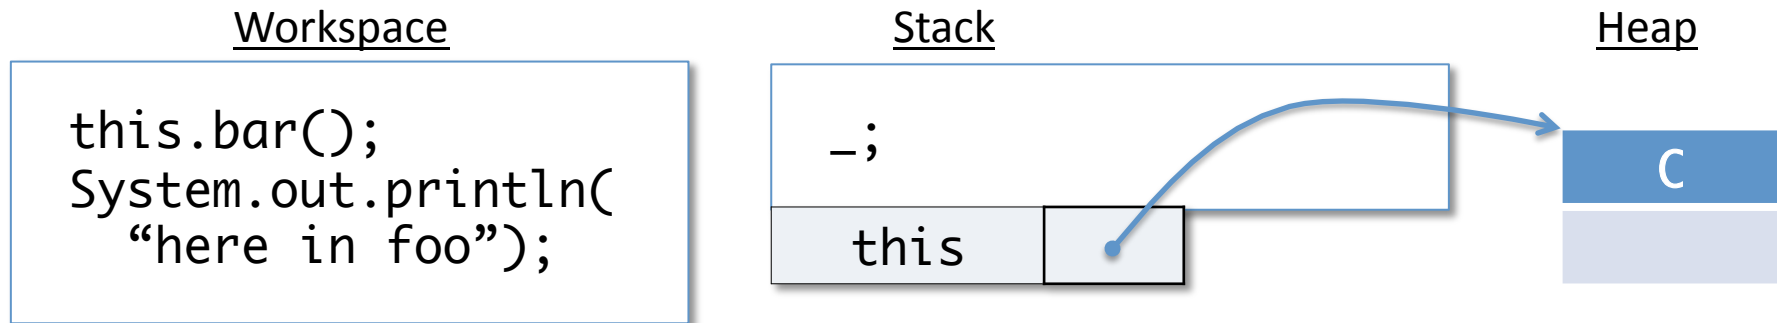 Workspace
Stack
Heap
this.bar();
System.out.println(
“here in foo”);
_;
this
C